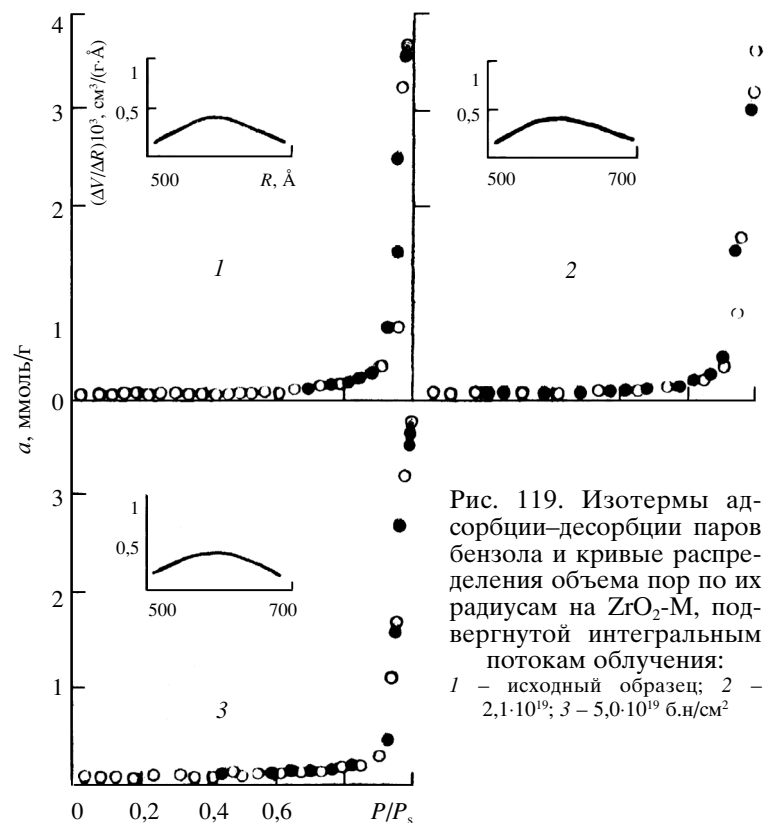 4
3
2
1
0
(ΔV/ΔR)10³, см³/(г·Å)
1
0,5
500
R, Å
1
1
0,5
500
700
2
a, ммоль/г
3
2
1
1
0,5
500
700
3
0
0,2
0,4
0,6
P/Pₛ
Рис. 119. Изотермы ад-
сорбции–десорбции паров
бензола и кривые распре-
деления объема пор по их
радиусам на ZrO₂-М, под-
вергнутой интегральным
потокам облучения:
1 – исходный образец; 2 –
2,1·10¹⁹; 3 – 5,0·10¹⁹ б.н/см²